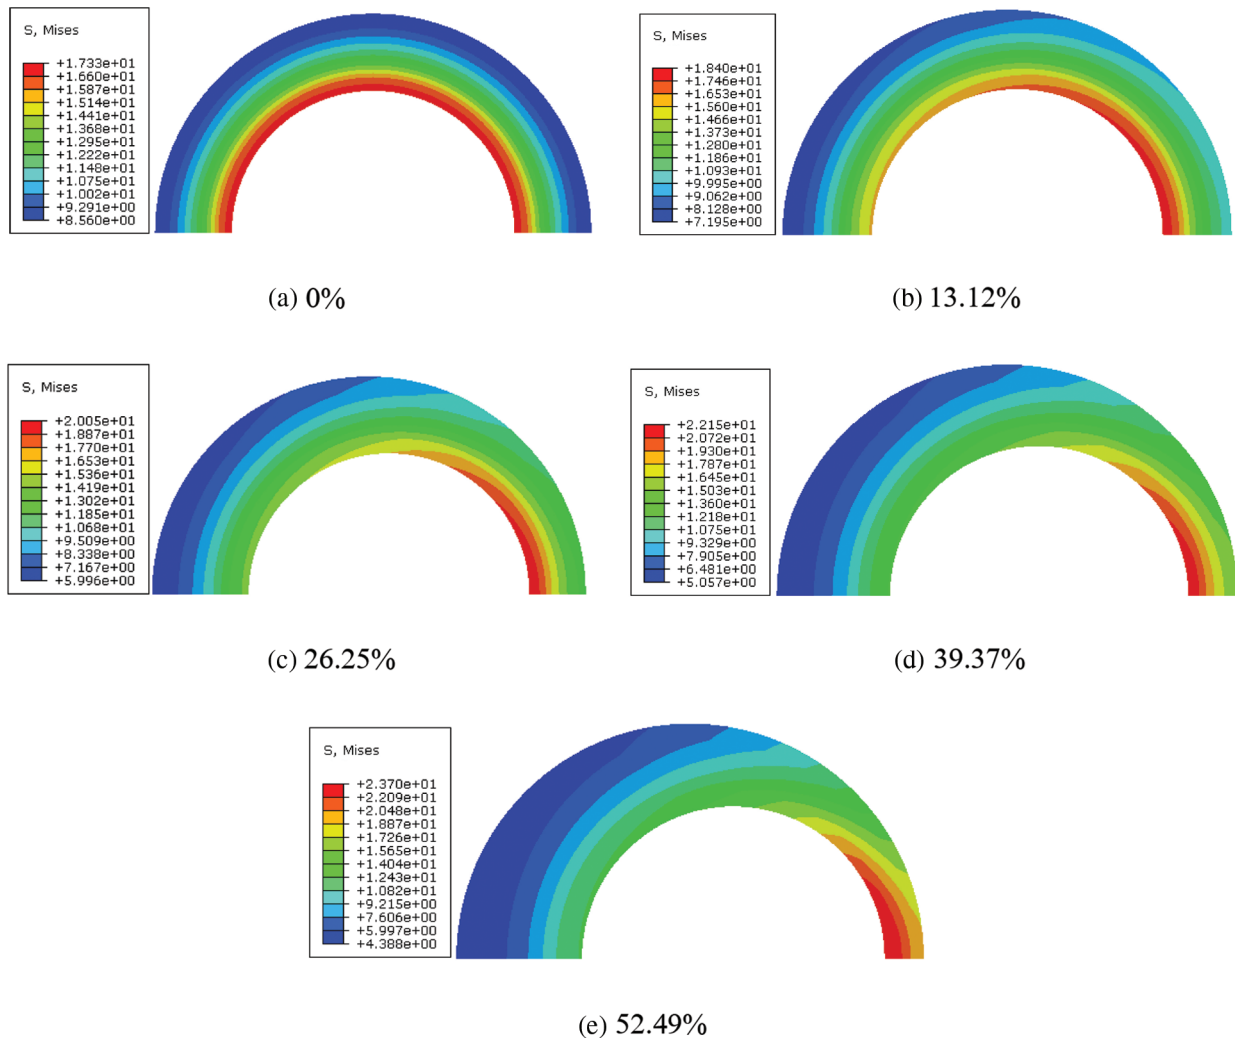 S, Mises
+1.733e+01
+1.660e+01
+1.587e+01
+1.514e+01
+1.441e+01
+1.368e+01
+1.295e+01
+1.222e+01
+1.148e+01
+1.075e+01
+1.002e+01
+9.291e+00
+8.560e+00
(a) 0%
S, Mises
+1.840e+01
+1.746e+01
+1.653e+01
+1.560e+01
+1.466e+01
+1.373e+01
+1.280e+01
+1.186e+01
+1.093e+01
+9.995e+00
+9.062e+00
+8.128e+00
+7.195e+00
(b) 13.12%
S, Mises
+2.005e+01
+1.887e+01
+1.770e+01
+1.653e+01
+1.536e+01
+1.419e+01
+1.302e+01
+1.185e+01
+1.068e+01
+9.509e+00
+8.338e+00
+7.167e+00
+5.996e+00
(c) 26.25%
S, Mises
+2.215e+01
+2.072e+01
+1.930e+01
+1.787e+01
+1.645e+01
+1.503e+01
+1.360e+01
+1.218e+01
+1.075e+01
+9.329e+00
+7.905e+00
+6.481e+00
+5.057e+00
(d) 39.37%
S, Mises
+2.370e+01
+2.209e+01
+2.048e+01
+1.887e+01
+1.726e+01
+1.565e+01
+1.404e+01
+1.243e+01
+1.082e+01
+9.215e+00
+7.606e+00
+5.997e+00
+4.388e+00
(e) 52.49%